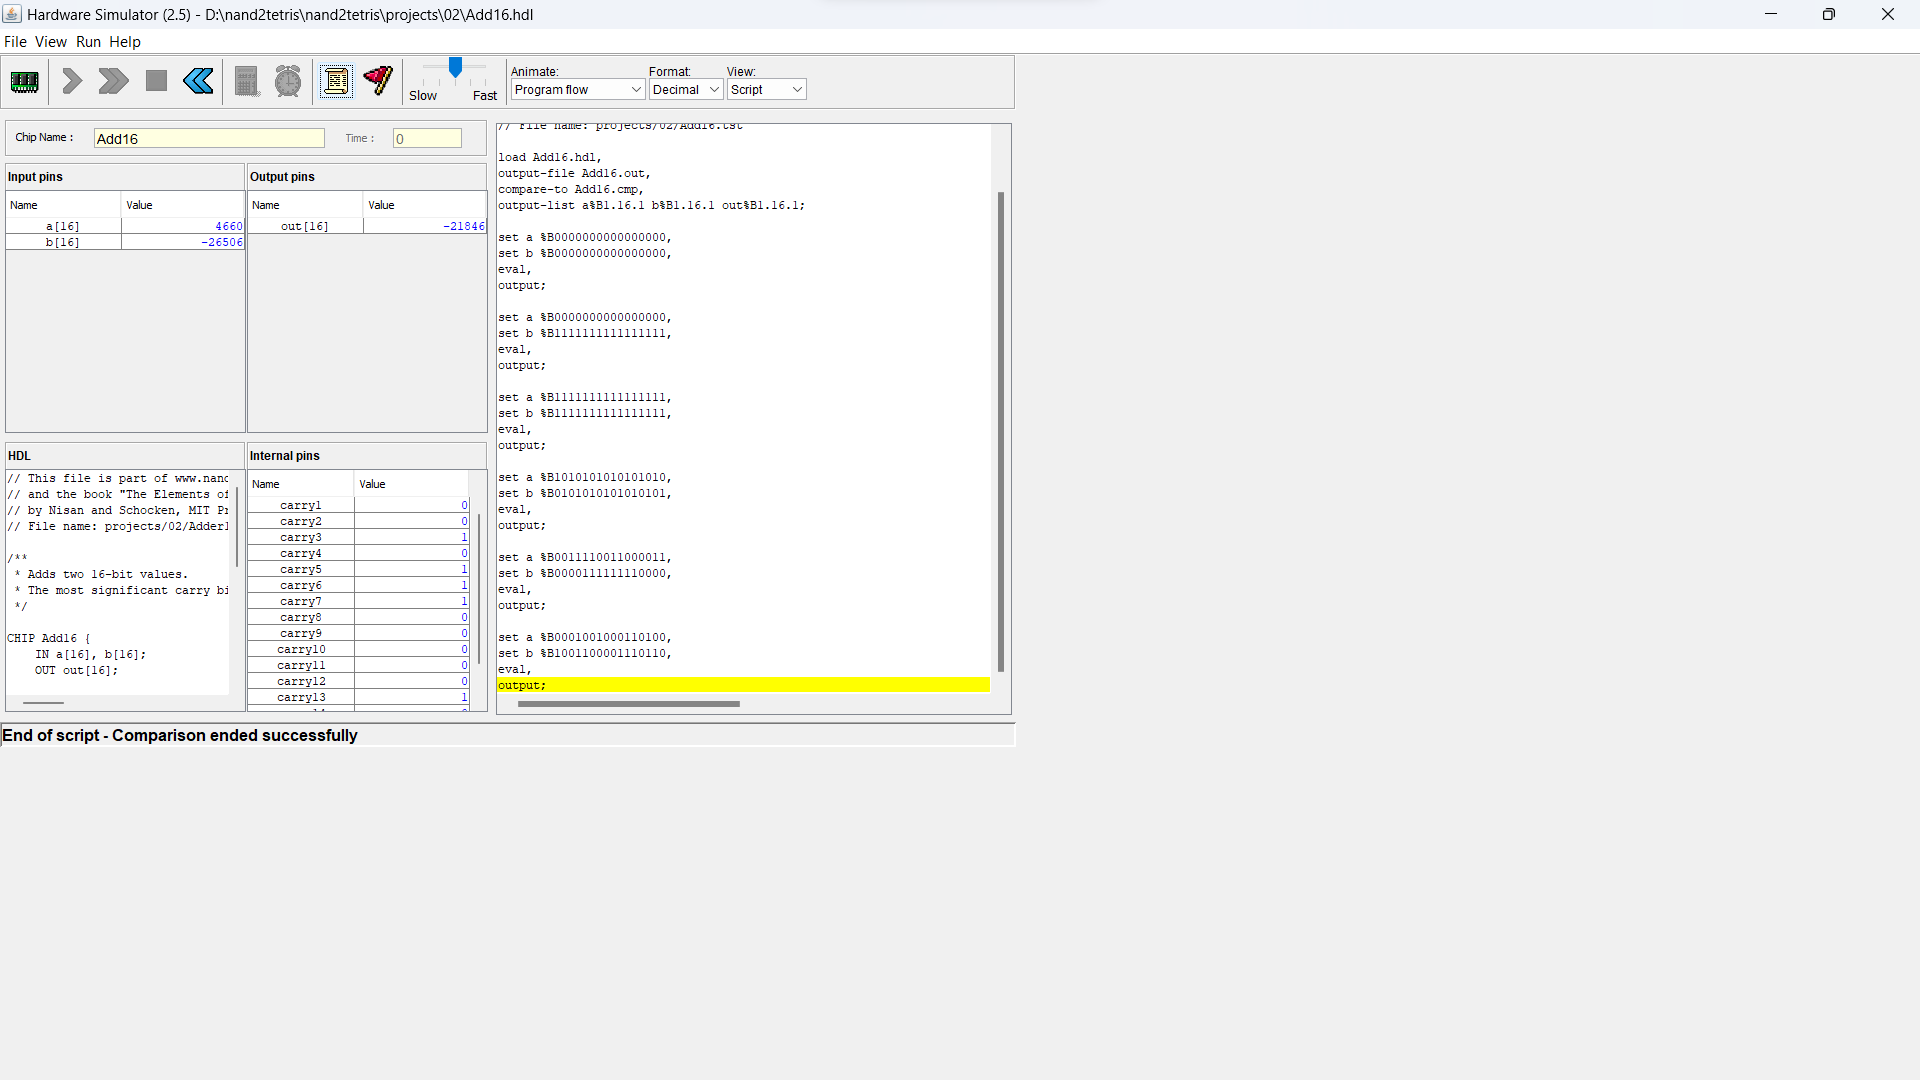 Hardware Simulator (2.5) - D:\nand2tetris\nand2tetris\projects\02\Add16.hdl
File View Run Help
Slow Fast
Animate: Format: View:
Program flow Decimal Script
Chip Name : Add16 Time : 0
Input pins
Name Value
a[16] 4660
b[16] -26506
Output pins
Name Value
out[16] -21846
HDL
// This file is part of www.nand
// and the book "The Elements of
// by Nisan and Schocken, MIT Pr
// File name: projects/02/Adder1
/**
* Adds two 16-bit values.
* The most significant carry bi
*/
CHIP Add16 {
IN a[16], b[16];
OUT out[16];
Internal pins
Name Value
carry1 0
carry2 0
carry3 1
carry4 0
carry5 1
carry6 1
carry7 1
carry8 0
carry9 0
carry10 0
carry11 0
carry12 0
carry13 1
// File name: projects/02/Add16.tst
load Add16.hdl,
output-file Add16.out,
compare-to Add16.cmp,
output-list a%B1.16.1 b%B1.16.1 out%B1.16.1;
set a %B0000000000000000,
set b %B0000000000000000,
eval,
output;
set a %B0000000000000000,
set b %B1111111111111111,
eval,
output;
set a %B1111111111111111,
set b %B1111111111111111,
eval,
output;
set a %B1010101010101010,
set b %B0101010101010101,
eval,
output;
set a %B0011110011000011,
set b %B0000111111110000,
eval,
output;
set a %B0001001000110100,
set b %B1001100001110110,
eval,
output;
End of script - Comparison ended successfully